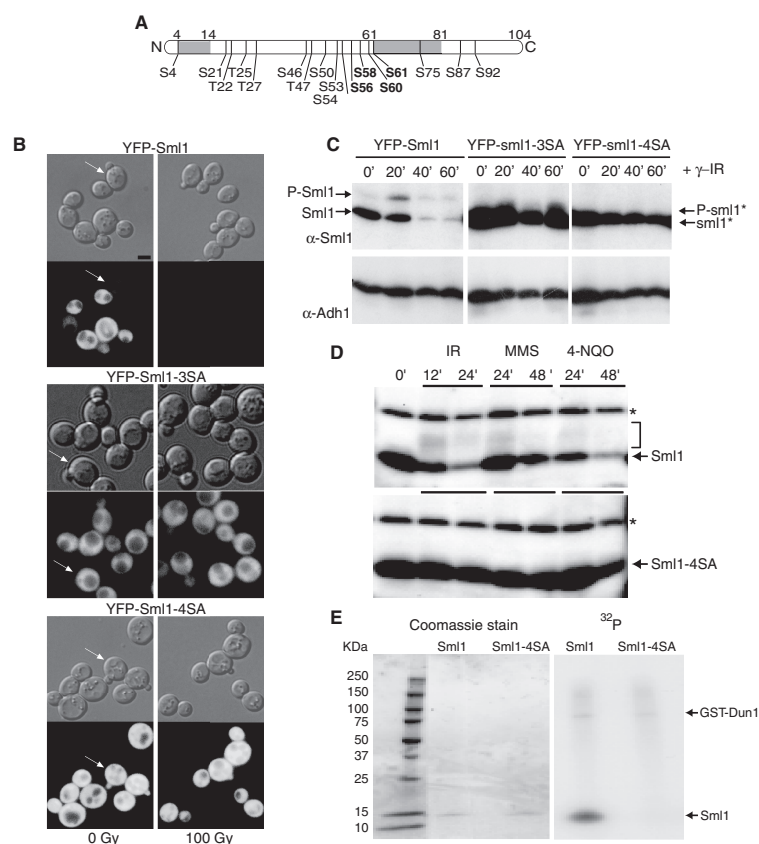 A
4 14 61 81 104
N C
S4 S21 T25 S46 S50 S58 S61 S75 S87 S92
T22 T27 T47 S53 S56 S60
S54
B
YFP-Sml1
YFP-Sml1-3SA
YFP-Sml1-4SA
0 Gy 100 Gy
C
YFP-Sml1 YFP-sml1-3SA YFP-sml1-4SA
0' 20' 40' 60' 0' 20' 40' 60' 0' 20' 40' 60' + γ–IR
P-Sml1
Sml1
α-Sml1
P-sml1*
sml1*
α-Adh1
D
IR MMS 4-NQO
0' 12' 24' 24' 48 ' 24' 48'
*
Sml1
*
Sml1-4SA
E
Coomassie stain 32P
KDa Sml1 Sml1-4SA Sml1 Sml1-4SA
250
150
100
75
50
37
25
15
10
GST-Dun1
Sml1